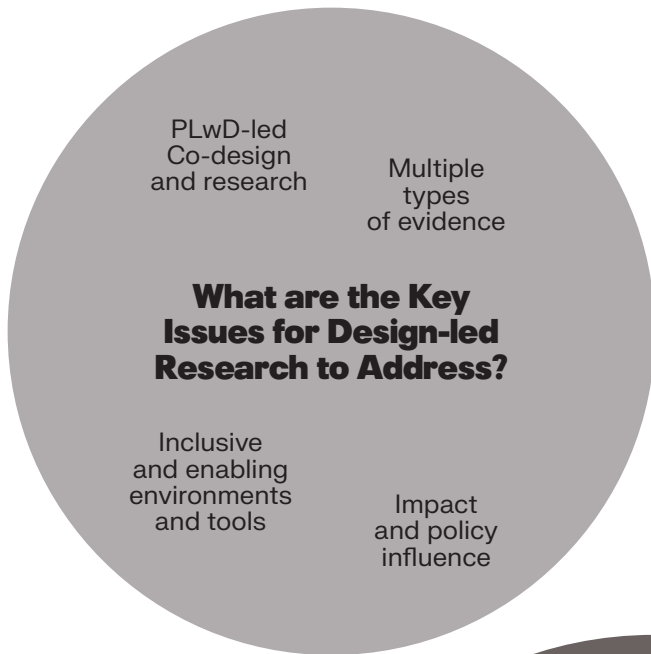 PLwD-led
Co-design
and research
Multiple
types
of evidence
What are the Key
Issues for Design-led
Research to Address?
Inclusive
and enabling
environments
and tools
Impact
and policy
influence